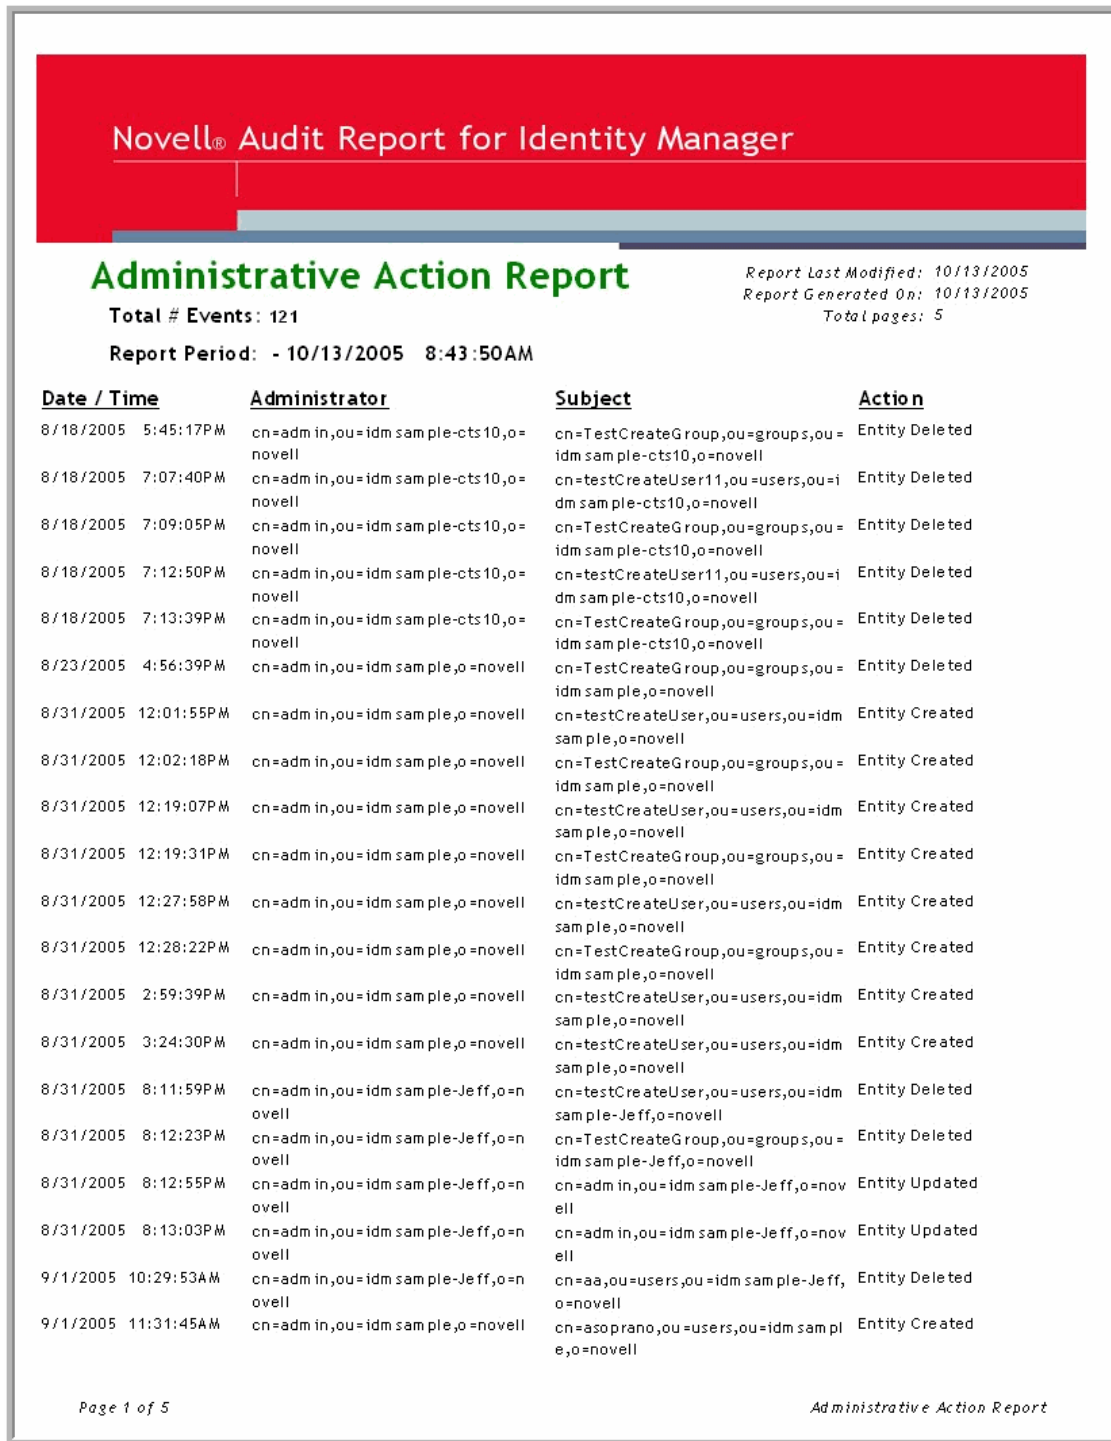 Novell® Audit Report for Identity Manager
Administrative Action Report
Report Last Modified: 10/13/2005
Report Generated On: 10/13/2005
Total pages: 5
Total # Events: 121
Report Period: - 10/13/2005 8:43:50AM
Date / Time Administrator Subject Action
8/18/2005 5:45:17PM cn=admin,ou=idmsample-cts10,o= cn=TestCreateGroup,ou=groups,ou= Entity Deleted
novell idmsample-cts10,o=novell
8/18/2005 7:07:40PM cn=admin,ou=idmsample-cts10,o= cn=testCreateUser11,ou=users,ou=i Entity Deleted
novell dmsample-cts10,o=novell
8/18/2005 7:09:05PM cn=admin,ou=idmsample-cts10,o= cn=TestCreateGroup,ou=groups,ou= Entity Deleted
novell idmsample-cts10,o=novell
8/18/2005 7:12:50PM cn=admin,ou=idmsample-cts10,o= cn=testCreateUser11,ou=users,ou=i Entity Deleted
novell dmsample-cts10,o=novell
8/18/2005 7:13:39PM cn=admin,ou=idmsample-cts10,o= cn=TestCreateGroup,ou=groups,ou= Entity Deleted
novell idmsample-cts10,o=novell
8/23/2005 4:56:39PM cn=admin,ou=idmsample,o=novell cn=TestCreateGroup,ou=groups,ou= Entity Deleted
idmsample,o=novell
8/31/2005 12:01:55PM cn=admin,ou=idmsample,o=novell cn=testCreateUser,ou=users,ou=idm Entity Created
sample,o=novell
8/31/2005 12:02:18PM cn=admin,ou=idmsample,o=novell cn=TestCreateGroup,ou=groups,ou= Entity Created
idmsample,o=novell
8/31/2005 12:19:07PM cn=admin,ou=idmsample,o=novell cn=testCreateUser,ou=users,ou=idm Entity Created
sample,o=novell
8/31/2005 12:19:31PM cn=admin,ou=idmsample,o=novell cn=TestCreateGroup,ou=groups,ou= Entity Created
idmsample,o=novell
8/31/2005 12:27:58PM cn=admin,ou=idmsample,o=novell cn=testCreateUser,ou=users,ou=idm Entity Created
sample,o=novell
8/31/2005 12:28:22PM cn=admin,ou=idmsample,o=novell cn=TestCreateGroup,ou=groups,ou= Entity Created
idmsample,o=novell
8/31/2005 2:59:39PM cn=admin,ou=idmsample,o=novell cn=testCreateUser,ou=users,ou=idm Entity Created
sample,o=novell
8/31/2005 3:24:30PM cn=admin,ou=idmsample,o=novell cn=testCreateUser,ou=users,ou=idm Entity Created
sample,o=novell
8/31/2005 8:11:59PM cn=admin,ou=idmsample-Jeff,o=n cn=testCreateUser,ou=users,ou=idm Entity Deleted
ovell sample-Jeff,o=novell
8/31/2005 8:12:23PM cn=admin,ou=idmsample-Jeff,o=n cn=TestCreateGroup,ou=groups,ou= Entity Deleted
ovell idmsample-Jeff,o=novell
8/31/2005 8:12:55PM cn=admin,ou=idmsample-Jeff,o=n cn=admin,ou=idmsample-Jeff,o=nov Entity Updated
ovell ell
8/31/2005 8:13:03PM cn=admin,ou=idmsample-Jeff,o=n cn=admin,ou=idmsample-Jeff,o=nov Entity Updated
ovell ell
9/1/2005 10:29:53AM cn=admin,ou=idmsample-Jeff,o=n cn=aa,ou=users,ou=idmsample-Jeff, Entity Deleted
ovell o=novell
9/1/2005 11:31:45AM cn=admin,ou=idmsample,o=novell cn=asoprano,ou=users,ou=idmsampl Entity Created
e,o=novell
Page 1 of 5 Administrative Action Report